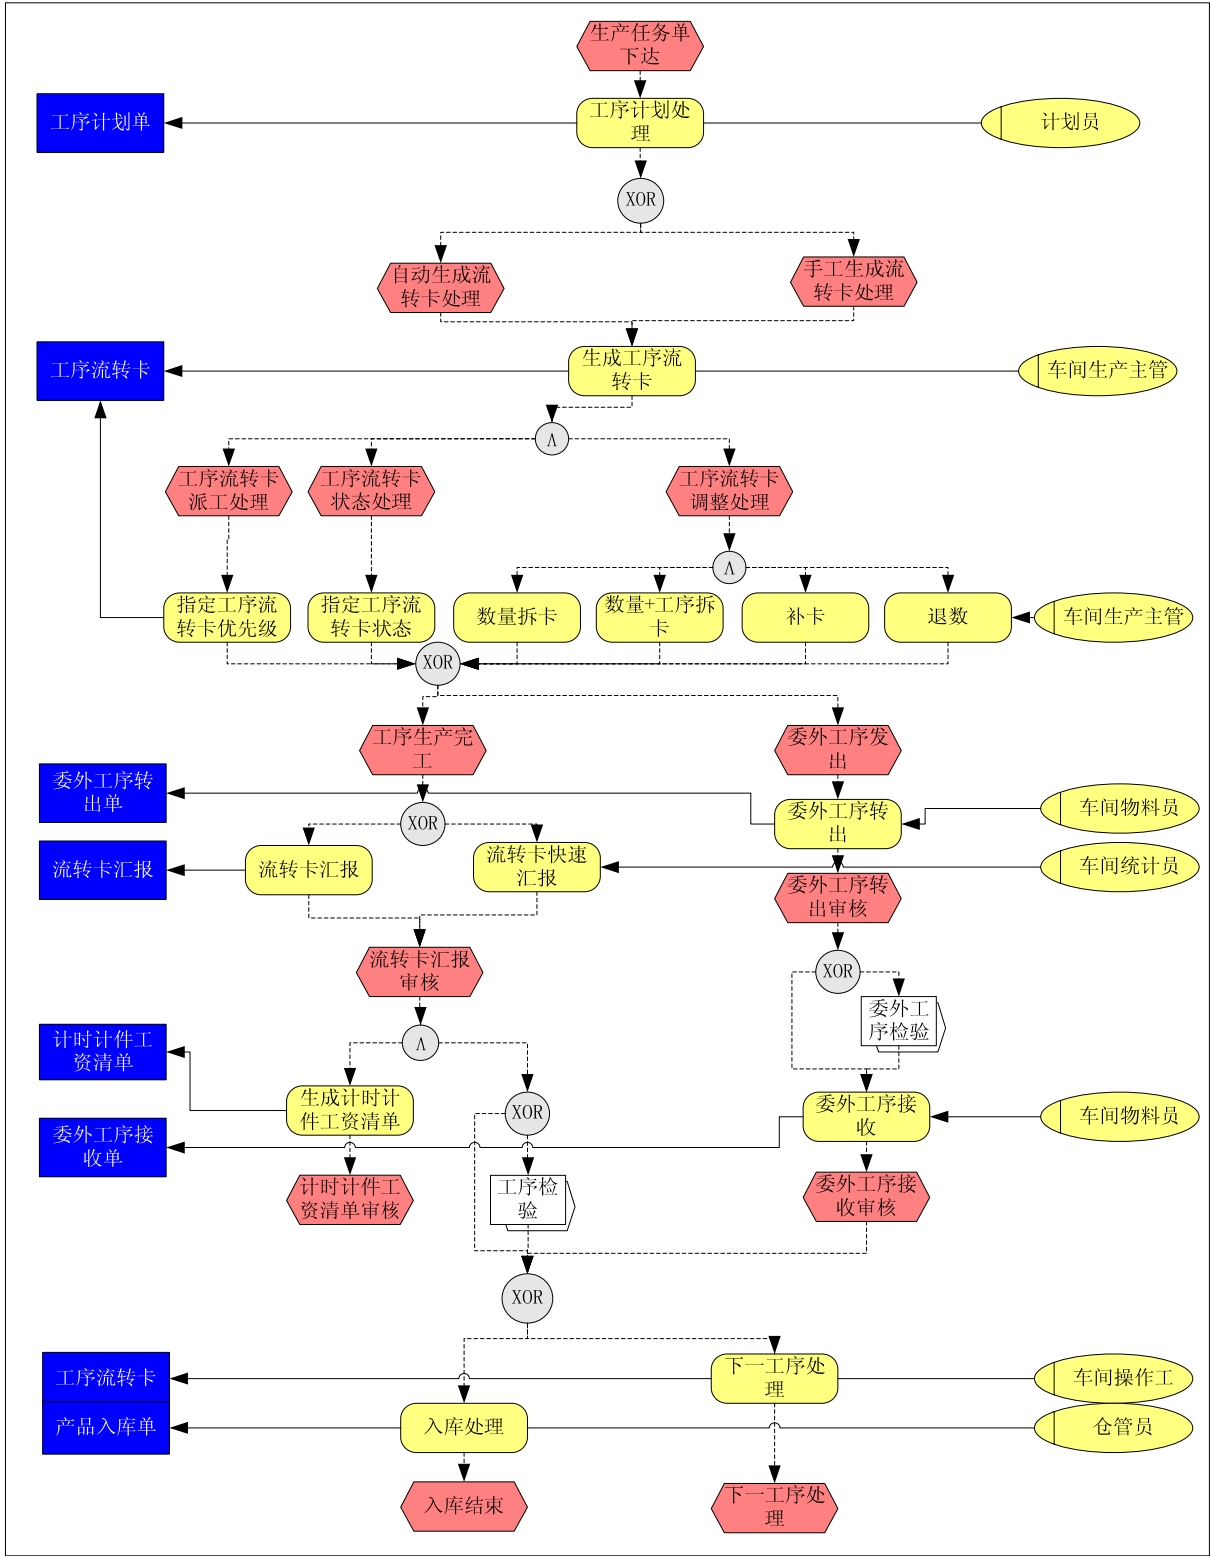 生产任务单
下达
工序计划单
工序计划处
理
计划员
XOR
自动生成流
转卡处理
手工生成流
转卡处理
工序流转卡
生成工序流
转卡
车间生产主管
Λ
工序流转卡
派工处理
工序流转卡
状态处理
工序流转卡
调整处理
Λ
指定工序流
转卡优先级
指定工序流
转卡状态
数量拆卡
数量+工序拆
卡
补卡
退数
车间生产主管
XOR
工序生产完
工
委外工序发
出
委外工序转
出单
委外工序转
出
车间物料员
XOR
流转卡汇报
流转卡汇报
流转卡快速
汇报
车间统计员
委外工序转
出审核
流转卡汇报
审核
XOR
委外工
序检验
计时计件工
资清单
Λ
生成计时计
件工资清单
XOR
委外工序接
收
车间物料员
委外工序接
收单
计时计件工
资清单审核
工序检
验
委外工序接
收审核
XOR
工序流转卡
下一工序处
理
车间操作工
产品入库单
入库处理
仓管员
入库结束
下一工序处
理